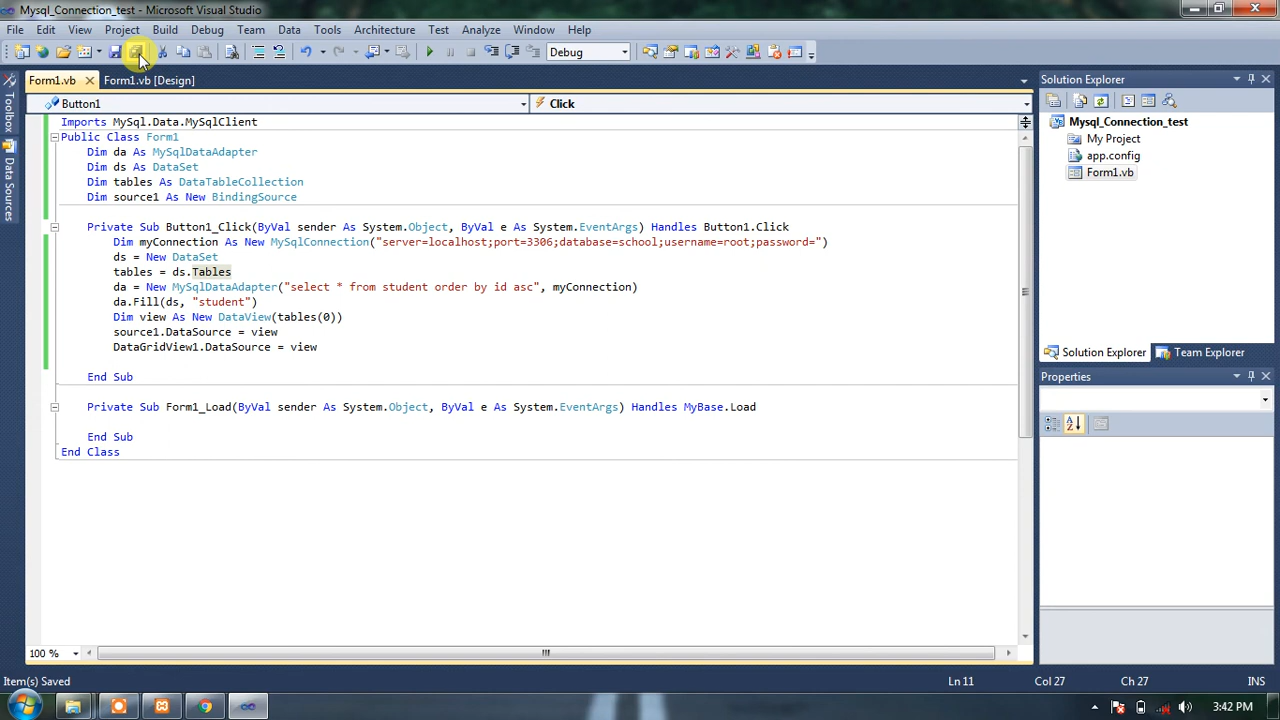 Mysql_Connection_test - Microsoft Visual Studio
File Edit View Project Build Debug Team Data Tools Architecture Test Analyze Window Help
Debug
Form1.vb Form1.vb [Design]
Button1 Click
Toolbox
Data Sources
Imports MySql.Data.MySqlClient
Public Class Form1
Dim da As MySqlDataAdapter
Dim ds As DataSet
Dim tables As DataTableCollection
Dim source1 As New BindingSource
Private Sub Button1_Click(ByVal sender As System.Object, ByVal e As System.EventArgs) Handles Button1.Click
Dim myConnection As New MySqlConnection("server=localhost;port=3306;database=school;username=root;password=")
ds = New DataSet
tables = ds.Tables
da = New MySqlDataAdapter("select * from student order by id asc", myConnection)
da.Fill(ds, "student")
Dim view As New DataView(tables(0))
source1.DataSource = view
DataGridView1.DataSource = view
End Sub
Private Sub Form1_Load(ByVal sender As System.Object, ByVal e As System.EventArgs) Handles MyBase.Load
End Sub
End Class
100 %
Solution Explorer
Mysql_Connection_test
My Project
app.config
Form1.vb
Solution Explorer Team Explorer
Properties
Item(s) Saved Ln 11 Col 27 Ch 27 INS
3:42 PM